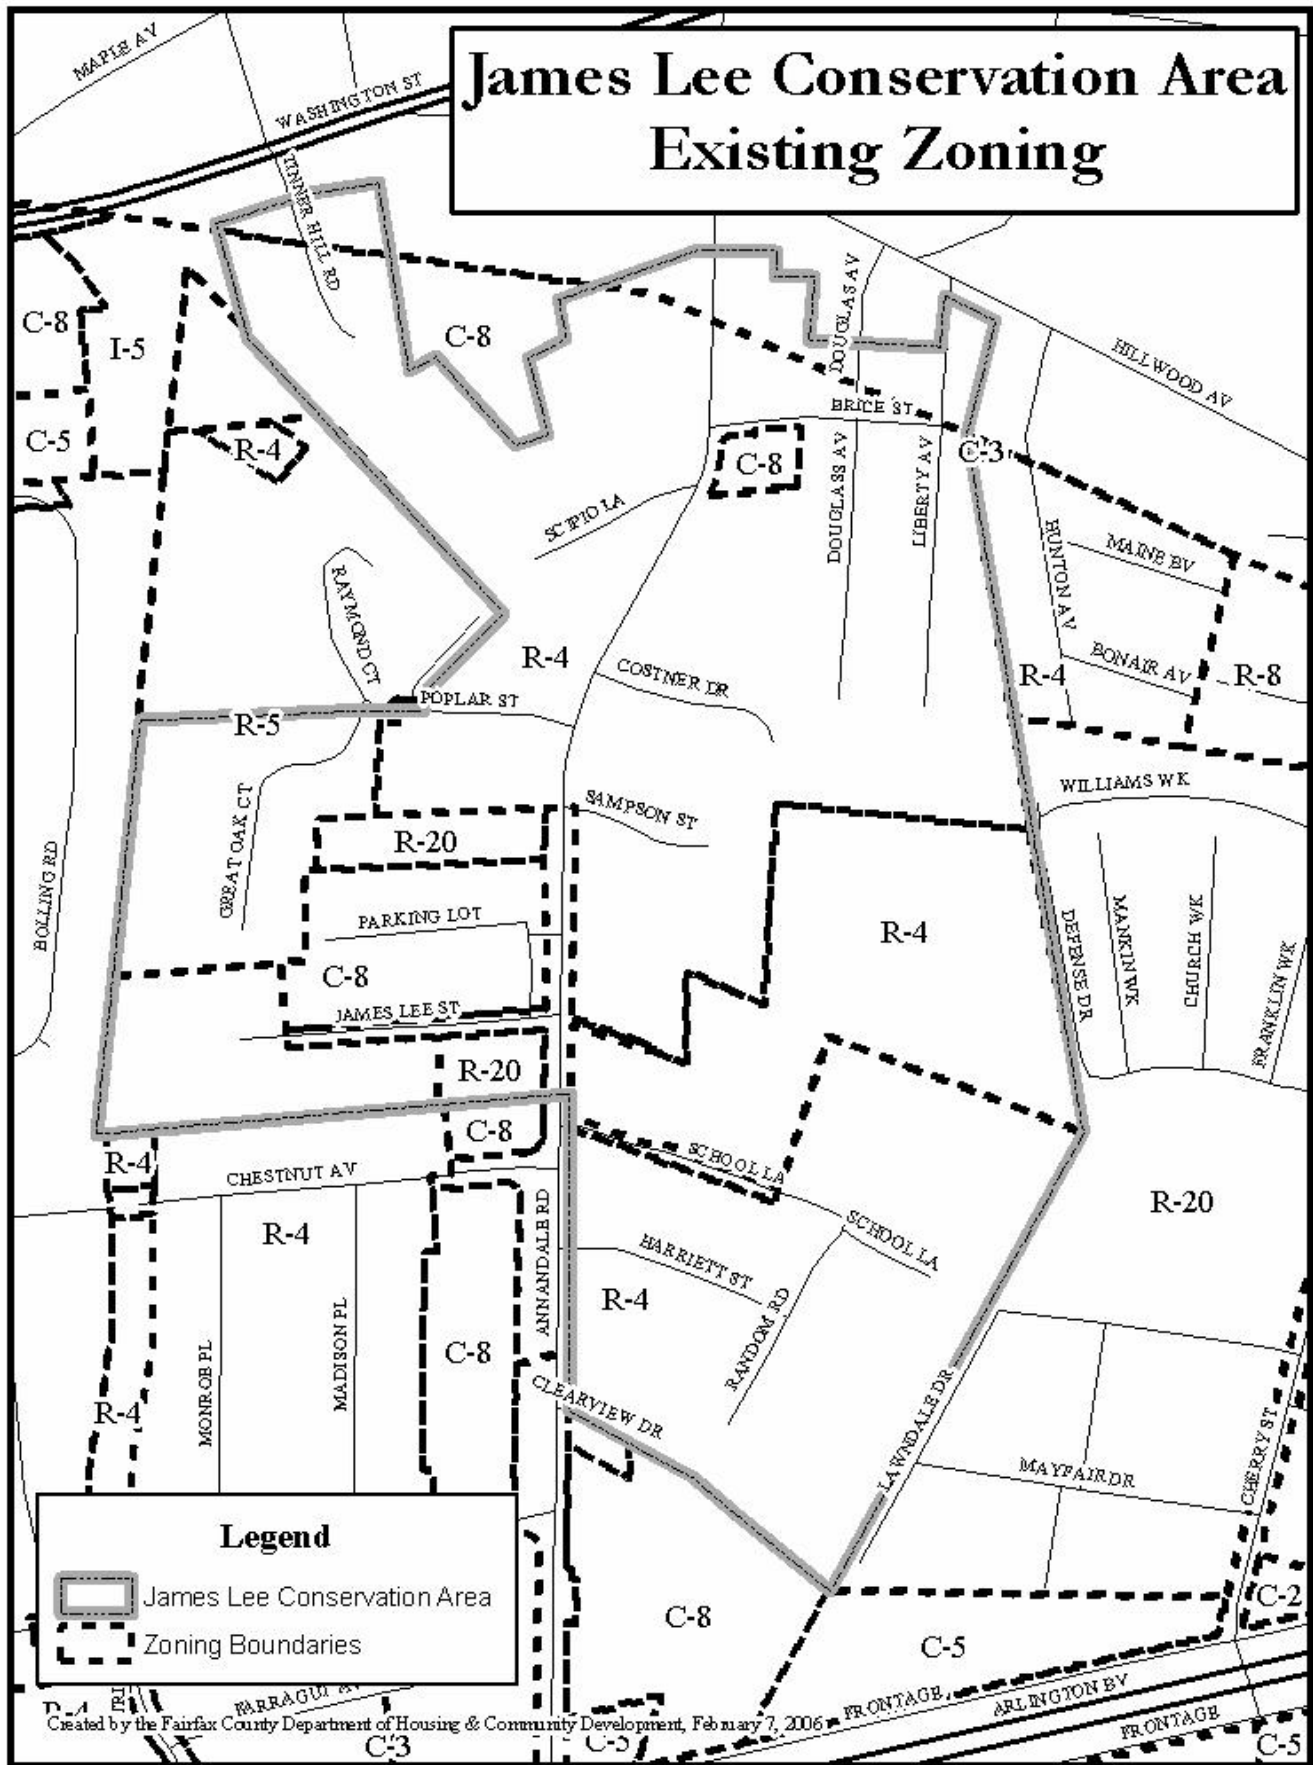 James Lee Conservation Area
Existing Zoning
MAPLE AV
WASHINGTON ST
TINNER HILL RD
C-8
I-5
C-8
C-5
R-4
DOUGLAS AV
HILLWOOD AV
BRICE ST
C-8
C-3
SCIPIO LA
DOUGLASS AV
LIBERTY AV
HUNTON AV
MAINE BV
RAYMOND CT
R-4
COSTNER DR
R-4
BONAIR AV
R-8
POPLAR ST
R-5
WILLIAMS WK
GREAT OAK CT
SAMPSON ST
R-20
BOLLING RD
PARKING LOT
R-4
DEFENSE DR
MANKIN WK
CHURCH WK
FRANKLIN WK
C-8
JAMES LEE ST
R-20
C-8
R-4
CHESTNUT AV
SCHOOL LA
R-20
R-4
ANNANDALE RD
SCHOOL LA
HARRIETT ST
R-4
RANDOM RD
MONROE PL
MADISON PL
C-8
R-4
CLEARVIEW DR
LAWNDALE DR
MAYFAIR DR
CHERRY ST
Legend
James Lee Conservation Area
Zoning Boundaries
C-8
C-5
C-2
R-4
FARRAGUT AV
FRONTAGE
ARLINGTON BV
FRONTAGE
Created by the Fairfax County Department of Housing & Community Development, February 7, 2006
C-3
C-5
C-5